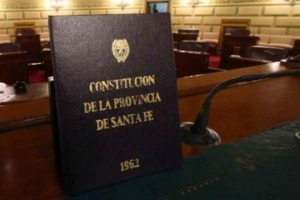 CONSTITUCION
DE LA PROVINCIA
DE SANTA FE
1962